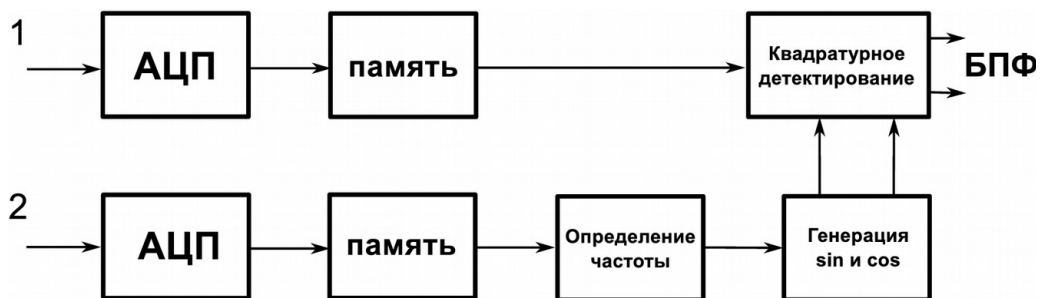 1
АЦП
память
Квадратурное
детектирование
БПФ
2
АЦП
память
Определение
частоты
Генерация
sin и cos